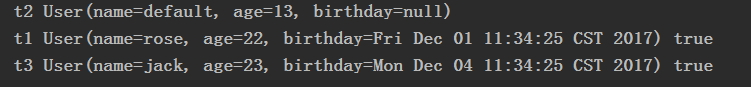 t2 User(name=default, age=13, birthday=null)
t1 User(name=rose, age=22, birthday=Fri Dec 01 11:34:25 CST 2017) true
t3 User(name=jack, age=23, birthday=Mon Dec 04 11:34:25 CST 2017) true